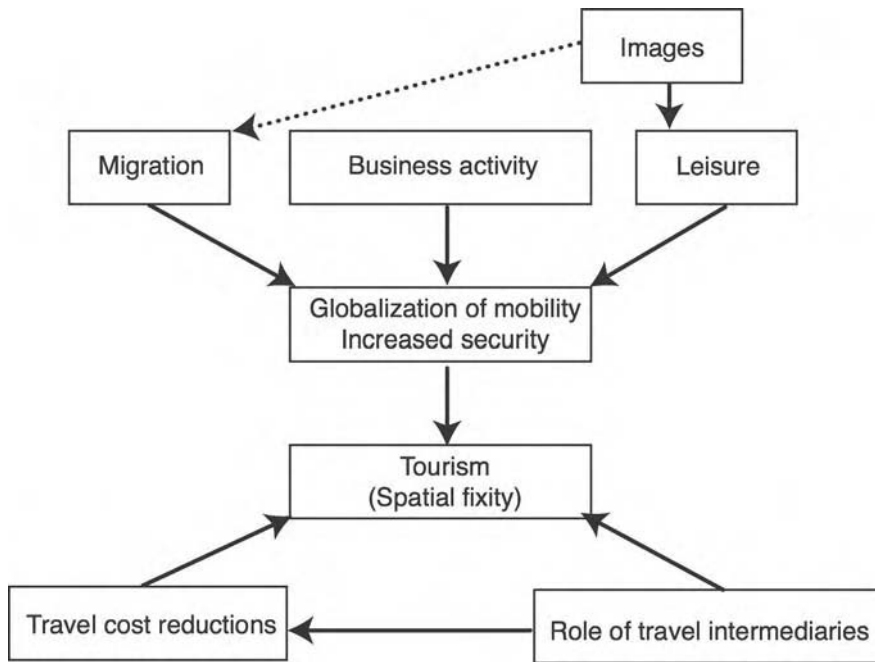 Images
Migration
Business activity
Leisure
Globalization of mobility
Increased security
Tourism
(Spatial fixity)
Travel cost reductions
Role of travel intermediaries